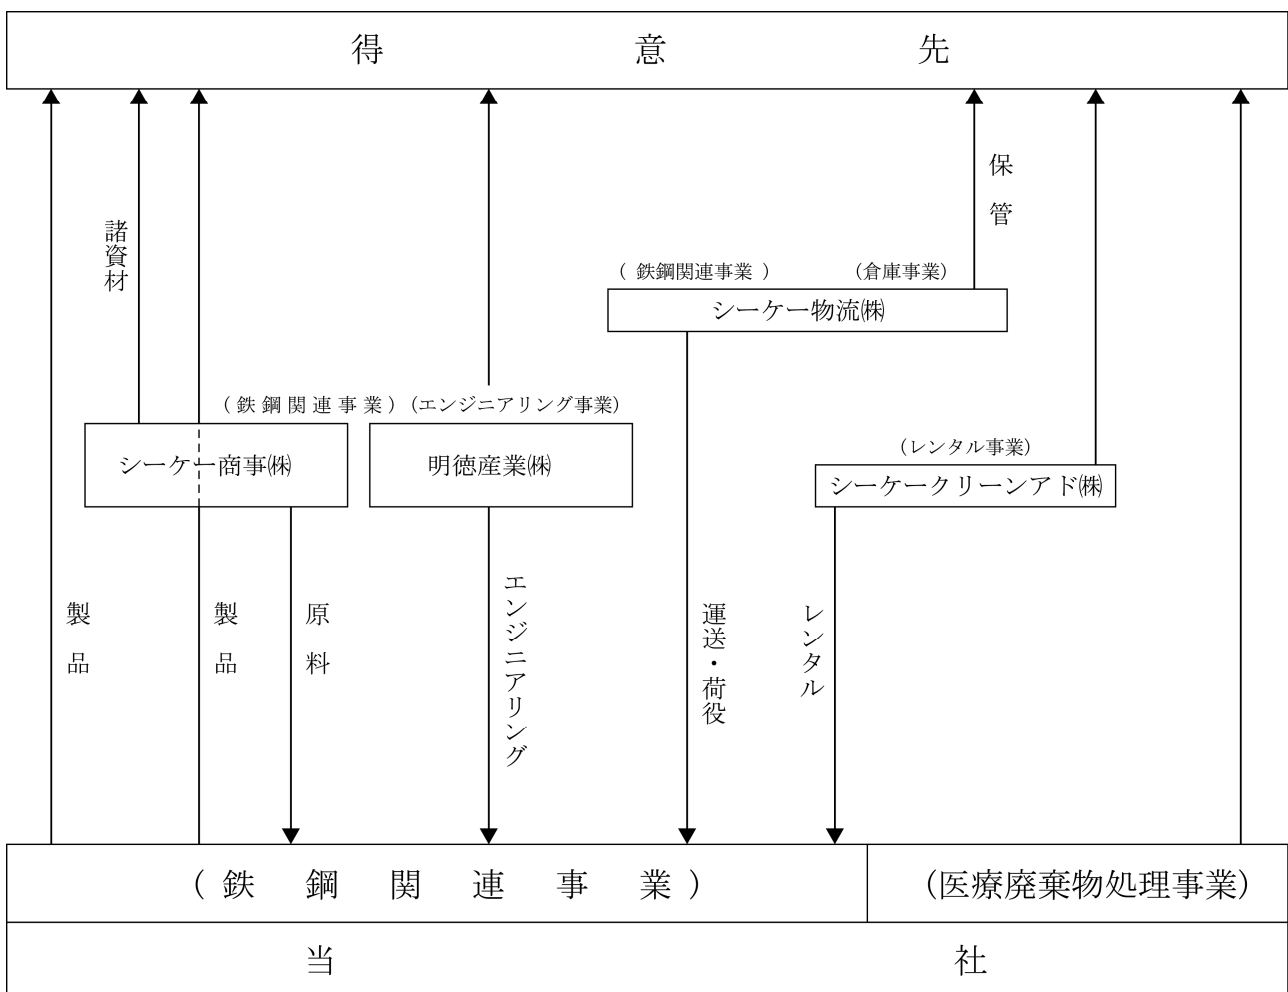 得意先
保管
諸資材
(鉄鋼関連事業) (倉庫事業)
シーケー物流㈱
(鉄鋼関連事業) (エンジニアリング事業)
シーケー商事㈱
明徳産業㈱
(レンタル事業)
シーケークリーンアド㈱
製品
製品
原料
エンジニアリング
運送・荷役
レンタル
(鉄鋼関連事業)
(医療廃棄物処理事業)
当社